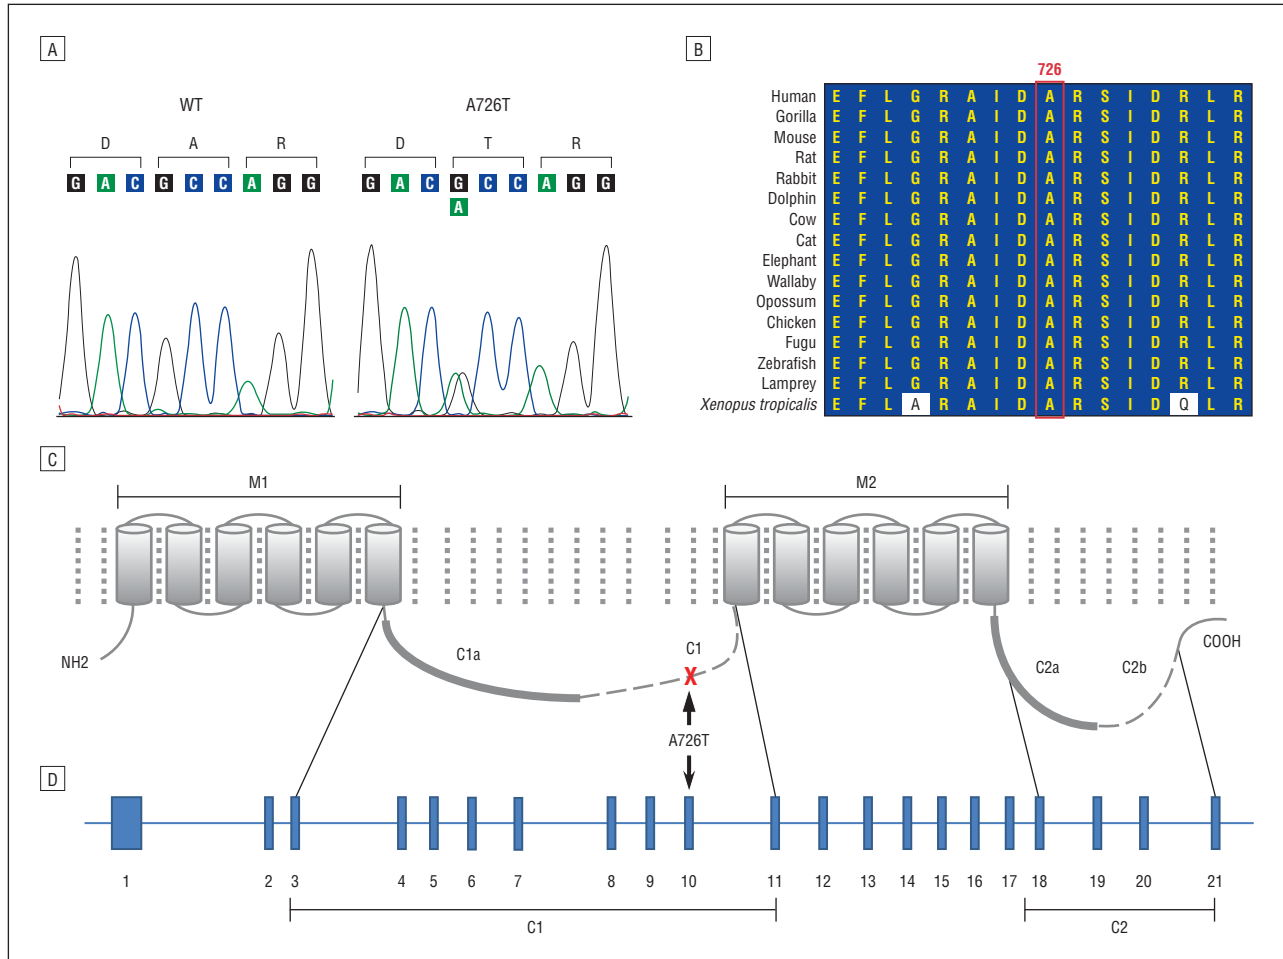 A
WT
A726T
D A R
D T R
G A C G C C A G G
G A C G C C A G G
A
B
726
Human E F L G R A I D A R S I D R L R
Gorilla E F L G R A I D A R S I D R L R
Mouse E F L G R A I D A R S I D R L R
Rat E F L G R A I D A R S I D R L R
Rabbit E F L G R A I D A R S I D R L R
Dolphin E F L G R A I D A R S I D R L R
Cow E F L G R A I D A R S I D R L R
Cat E F L G R A I D A R S I D R L R
Elephant E F L G R A I D A R S I D R L R
Wallaby E F L G R A I D A R S I D R L R
Opossum E F L G R A I D A R S I D R L R
Chicken E F L G R A I D A R S I D R L R
Fugu E F L G R A I D A R S I D R L R
Zebrafish E F L G R A I D A R S I D R L R
Lamprey E F L G R A I D A R S I D R L R
Xenopus tropicalis E F L A R A I D A R S I D Q L R
C
M1
M2
NH2
C1a
C1
X
C2a
C2b
COOH
A726T
D
1 2 3 4 5 6 7 8 9 10 11 12 13 14 15 16 17 18 19 20 21
C1
C2